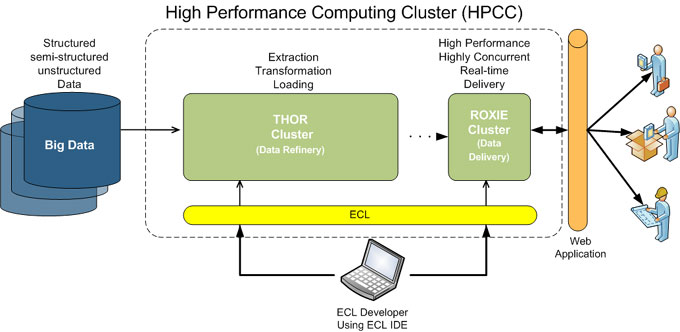 High Performance Computing Cluster (HPCC)
Structured
semi-structured
unstructured
Data
Big Data
Extraction
Transformation
Loading
THOR
Cluster
(Data Refinery)
High Performance
Highly Concurrent
Real-time
Delivery
ROXIE
Cluster
(Data
Delivery)
ECL
ECL Developer
Using ECL IDE
Web
Application